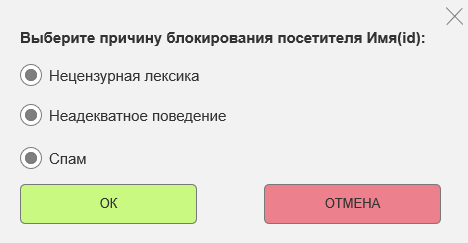 Выберите причину блокирования посетителя Имя(id):
Нецензурная лексика
Неадекватное поведение
Спам
ОК
ОТМЕНА